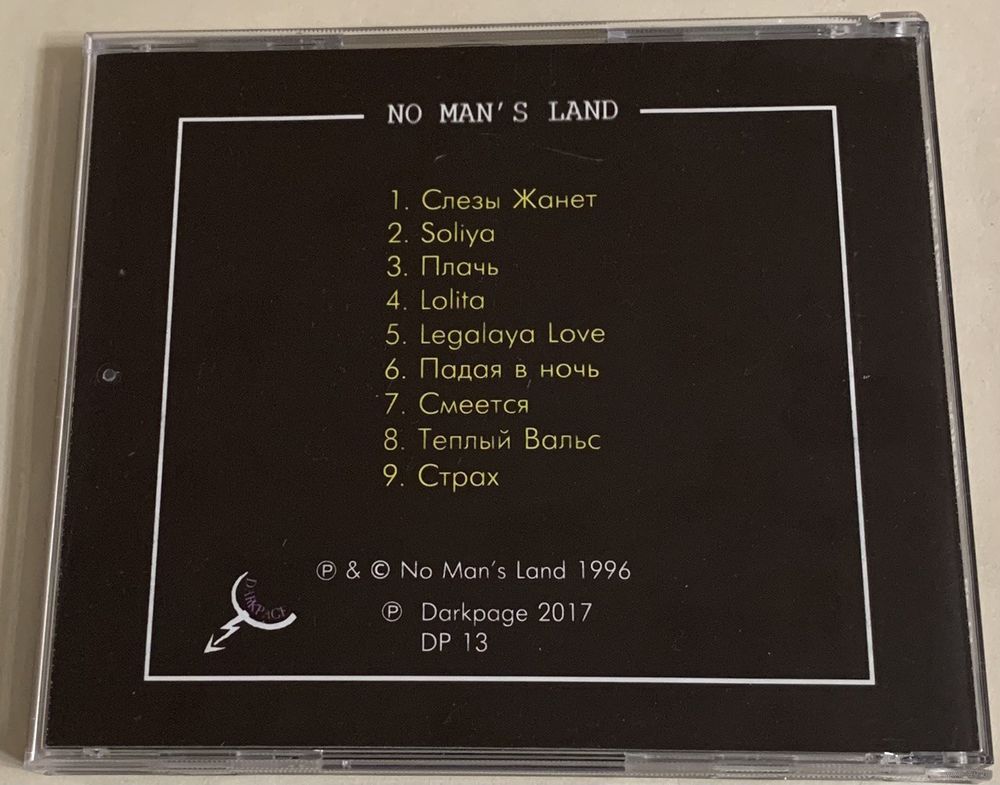 NO MAN'S LAND
1. Слезы Жанет
2. Soliya
3. Плачь
4. Lolita
5. Legalaya Love
6. Падая в ночь
7. Смеется
8. Теплый Вальс
9. Страх
℗ & © No Man's Land 1996
℗ Darkpage 2017
DP 13
DARKPAGE